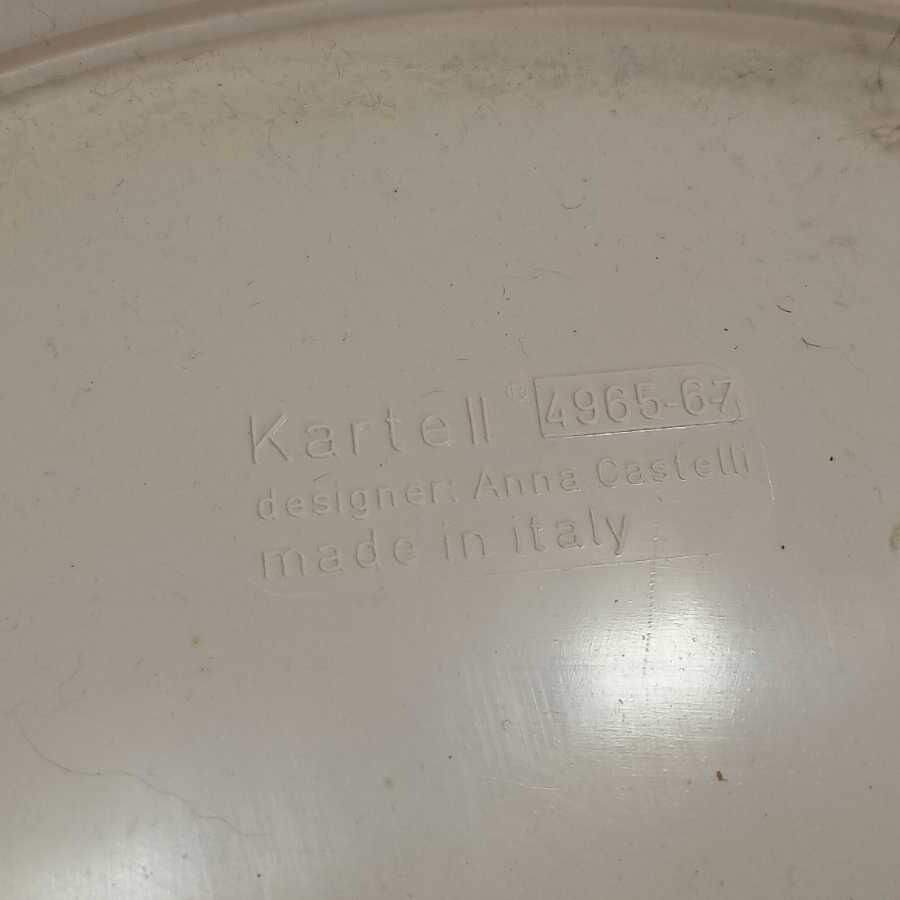 Kartell® 4965-67
designer: Anna Castelli
made in italy